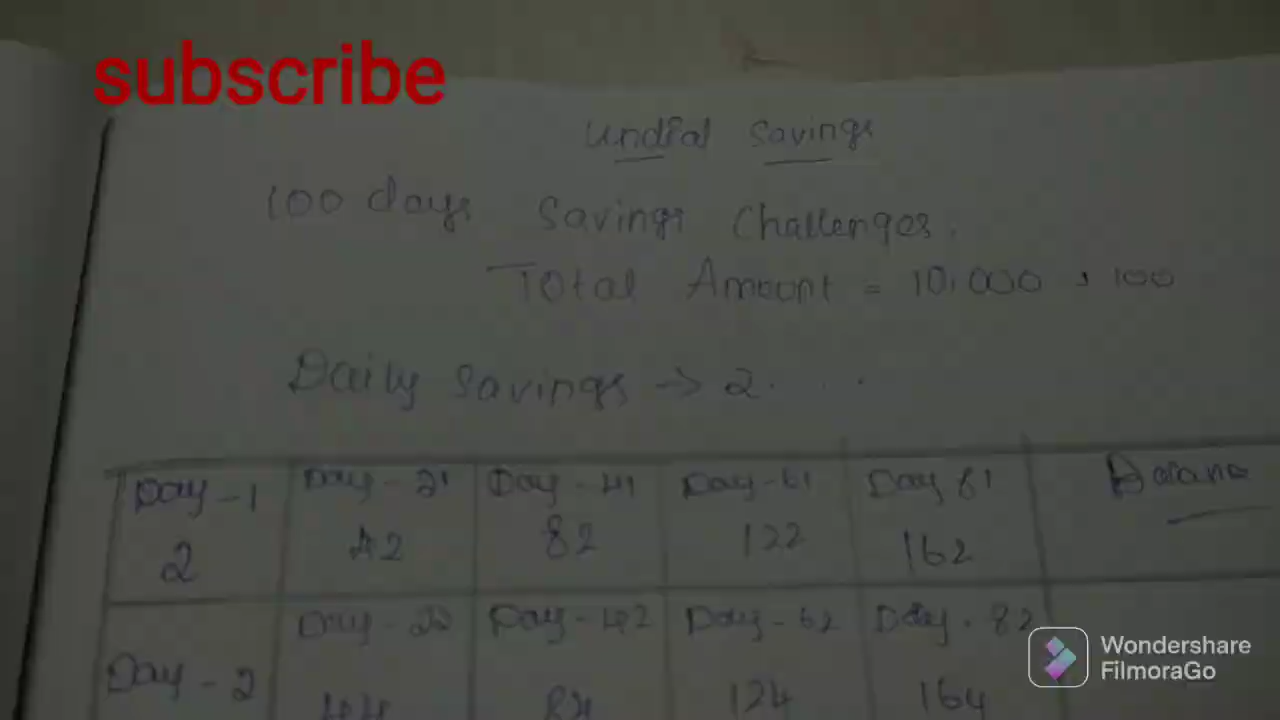 subscribe
Undial Savings
100 days Savings Challenges.
Total Amount = 10,000 , 100
Daily Savings → 2. . . .
Day - 1 Day - 21 Day - 41 Day - 61 Day 81
2 42 82 122 162
Day - 2 Day - 22 Day - 42 Day - 62 Day - 82
44 84 124 164
Wondershare
FilmoraGo